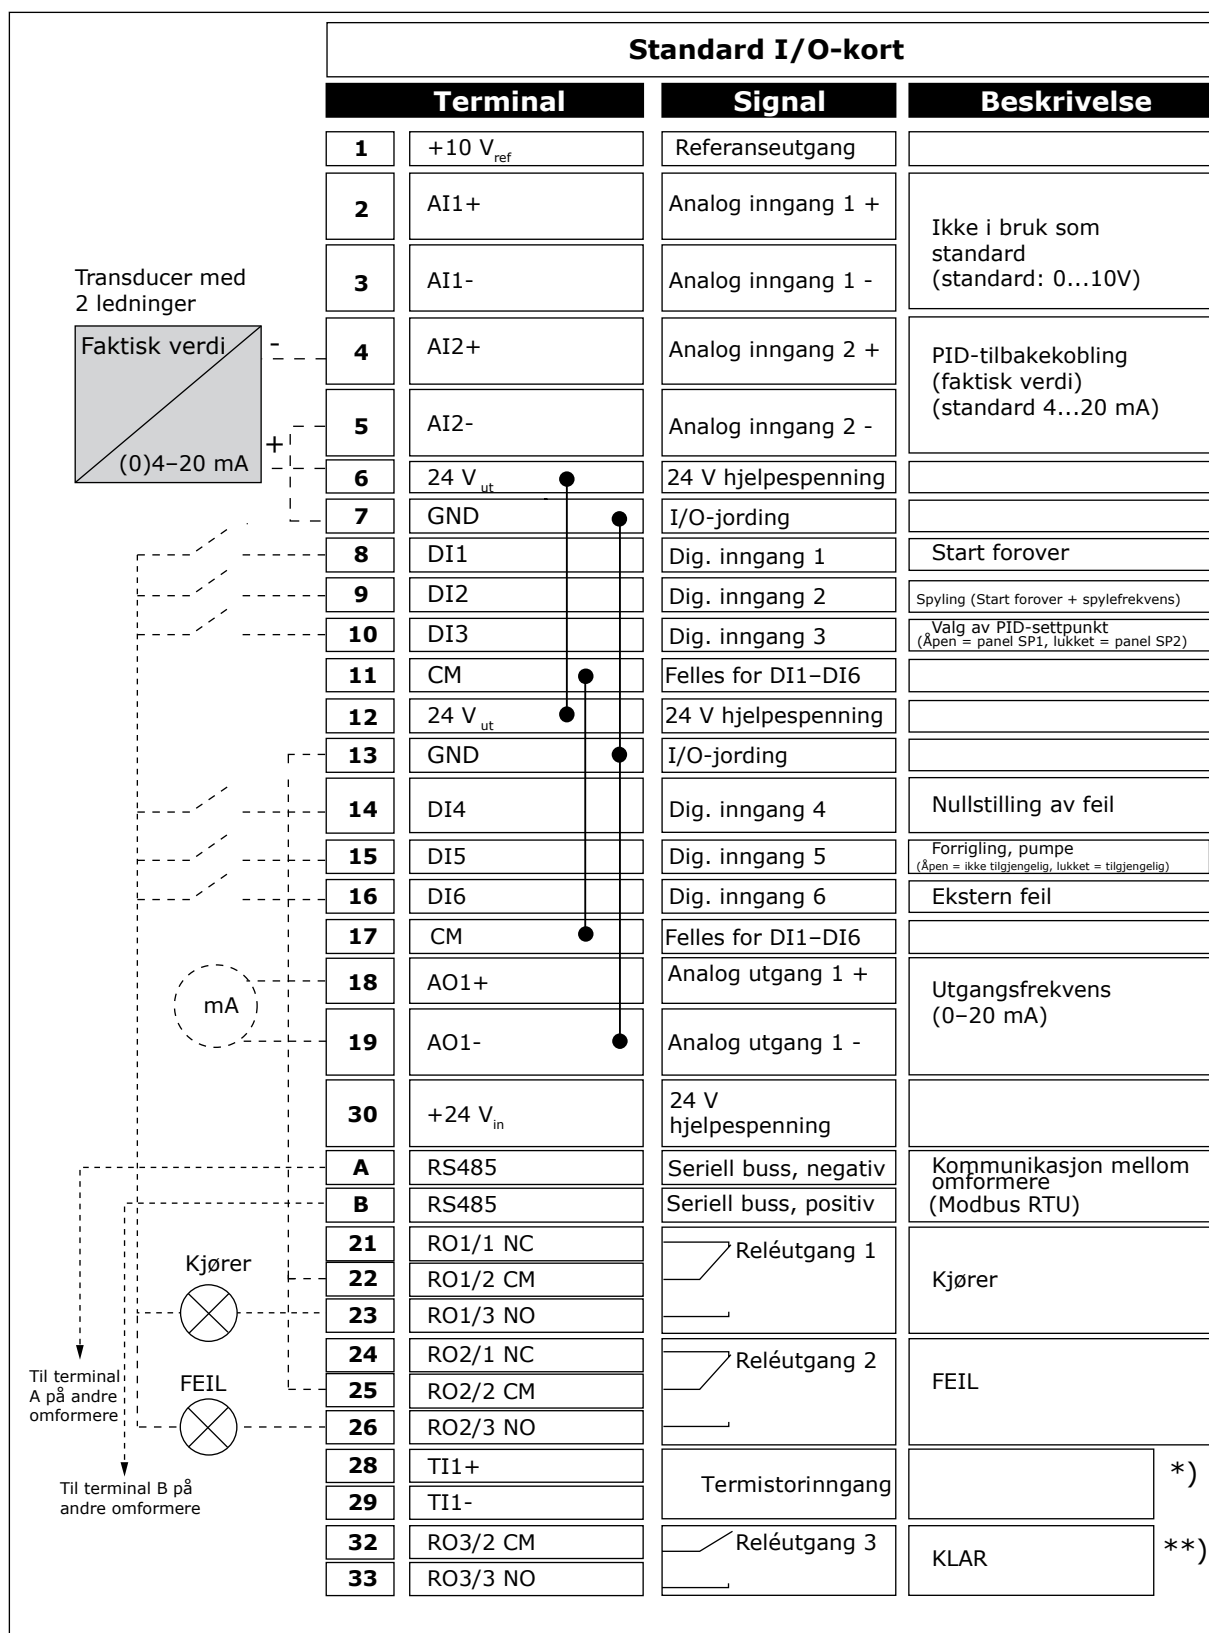 Standard I/O-kort
Terminal Signal Beskrivelse
1 +10 Vref Referanseutgang
2 AI1+ Analog inngang 1 +
Ikke i bruk som
standard
(standard: 0...10V)
3 AI1- Analog inngang 1 -
Transducer med
2 ledninger
Faktisk verdi
-
+
(0)4–20 mA
4 AI2+ Analog inngang 2 +
PID-tilbakekobling
(faktisk verdi)
(standard 4...20 mA)
5 AI2- Analog inngang 2 -
6 24 V ut 24 V hjelpespenning
7 GND I/O-jording
8 DI1 Dig. inngang 1 Start forover
9 DI2 Dig. inngang 2 Spyling (Start forover + spylefrekvens)
10 DI3 Dig. inngang 3 Valg av PID-settpunkt
(Åpen = panel SP1, lukket = panel SP2)
11 CM Felles for DI1–DI6
12 24 V ut 24 V hjelpespenning
13 GND I/O-jording
14 DI4 Dig. inngang 4 Nullstilling av feil
15 DI5 Dig. inngang 5 Forrigling, pumpe
(Åpen = ikke tilgjengelig, lukket = tilgjengelig)
16 DI6 Dig. inngang 6 Ekstern feil
17 CM Felles for DI1–DI6
mA
18 AO1+ Analog utgang 1 +
Utgangsfrekvens
(0–20 mA)
19 AO1- Analog utgang 1 -
30 +24 Vin 24 V
hjelpespenning
A RS485 Seriell buss, negativ Kommunikasjon mellom
omformere
B RS485 Seriell buss, positiv (Modbus RTU)
21 RO1/1 NC Reléutgang 1
Kjører
22 RO1/2 CM Kjører
23 RO1/3 NO
24 RO2/1 NC Reléutgang 2
Til terminal
A på andre
omformere
FEIL
25 RO2/2 CM FEIL
26 RO2/3 NO
28 TI1+ Termistorinngang *)
Til terminal B på
andre omformere
29 TI1-
32 RO3/2 CM Reléutgang 3 KLAR **)
33 RO3/3 NO